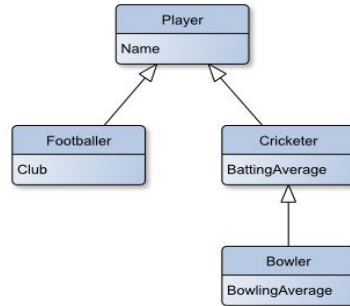 Player
Name
Footballer
Club
Cricketer
BattingAverage
Bowler
BowlingAverage